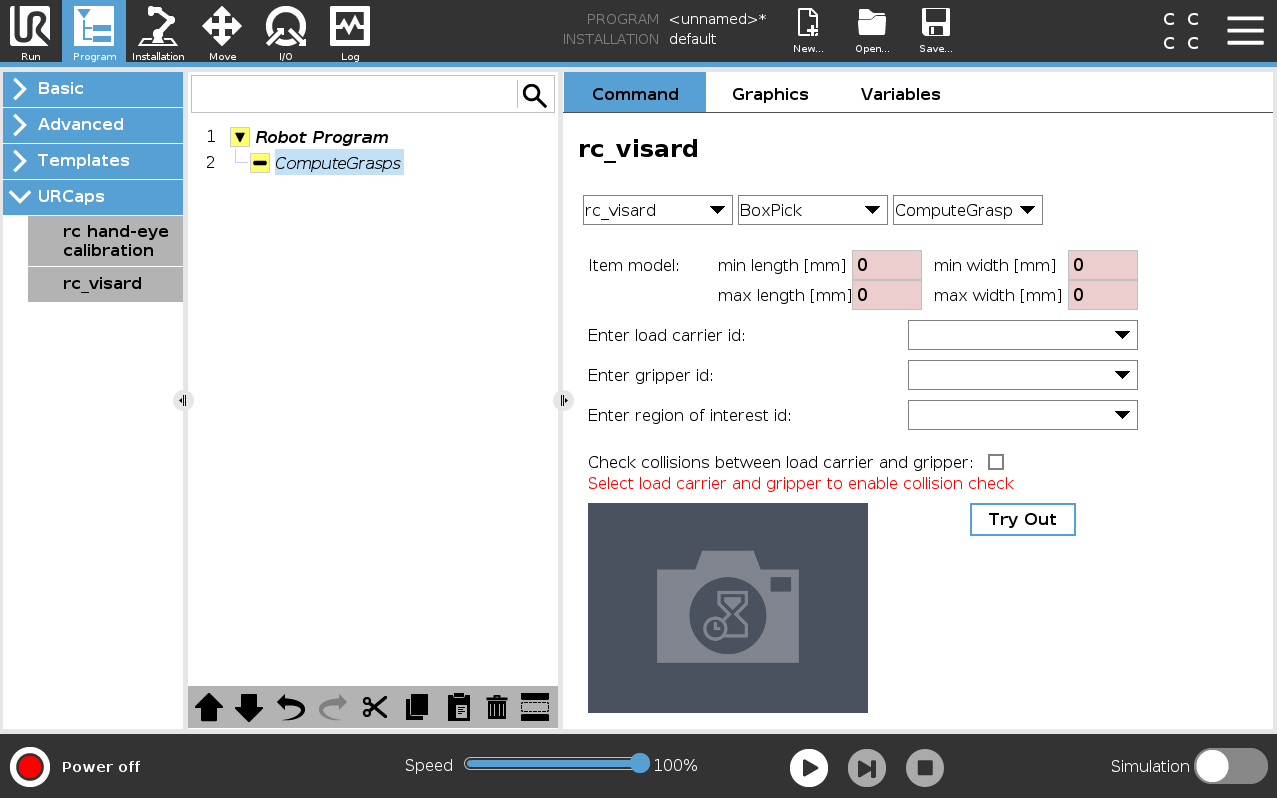 PROGRAM <unnamed>*
INSTALLATION default
C C
C C
Run Program Installation Move I/O Log New... Open... Save...
Basic
Advanced
Templates
URCaps
rc hand-eye
calibration
rc_visard
1 Robot Program
2 ComputeGrasps
Command Graphics Variables
rc_visard
rc_visard BoxPick ComputeGrasp
Item model: min length [mm] 0 min width [mm] 0
max length [mm] 0 max width [mm] 0
Enter load carrier id:
Enter gripper id:
Enter region of interest id:
Check collisions between load carrier and gripper:
Select load carrier and gripper to enable collision check
Try Out
Power off Speed 100% Simulation